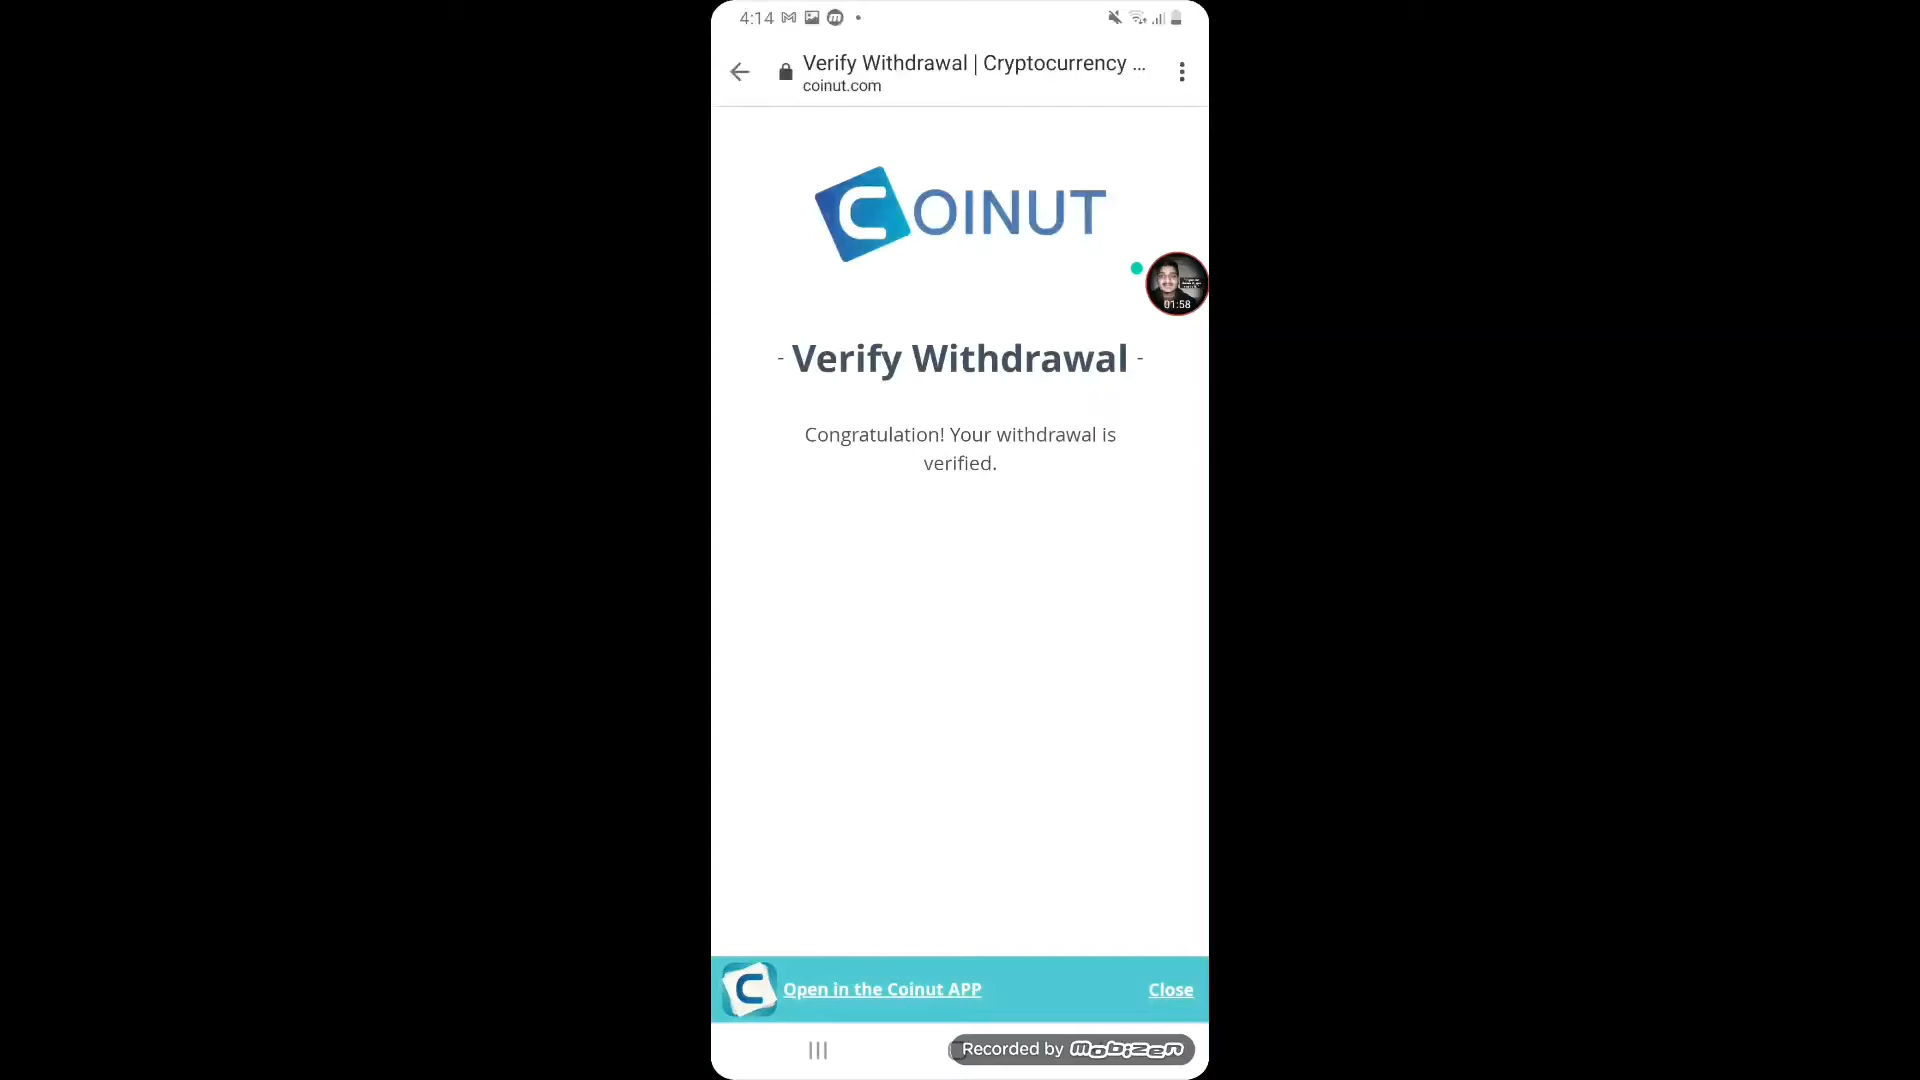 4:14
Verify Withdrawal | Cryptocurrency ...
coinut.com
COINUT
01:58
- Verify Withdrawal -
Congratulation! Your withdrawal is
verified.
Open in the Coinut APP
Close
Recorded by mobizen